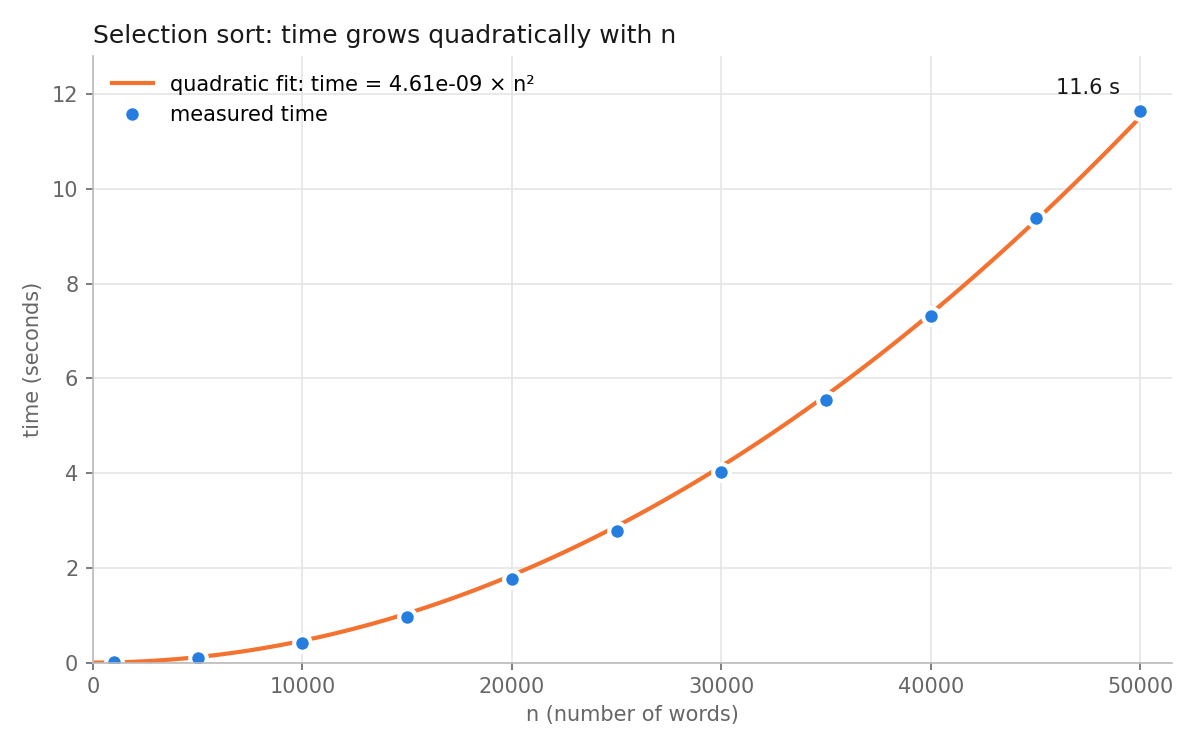 Selection sort: time grows quadratically with n
quadratic fit: time = 4.61e-09 × n²
measured time
11.6 s
12
10
8
6
4
2
0
time (seconds)
0 10000 20000 30000 40000 50000
n (number of words)